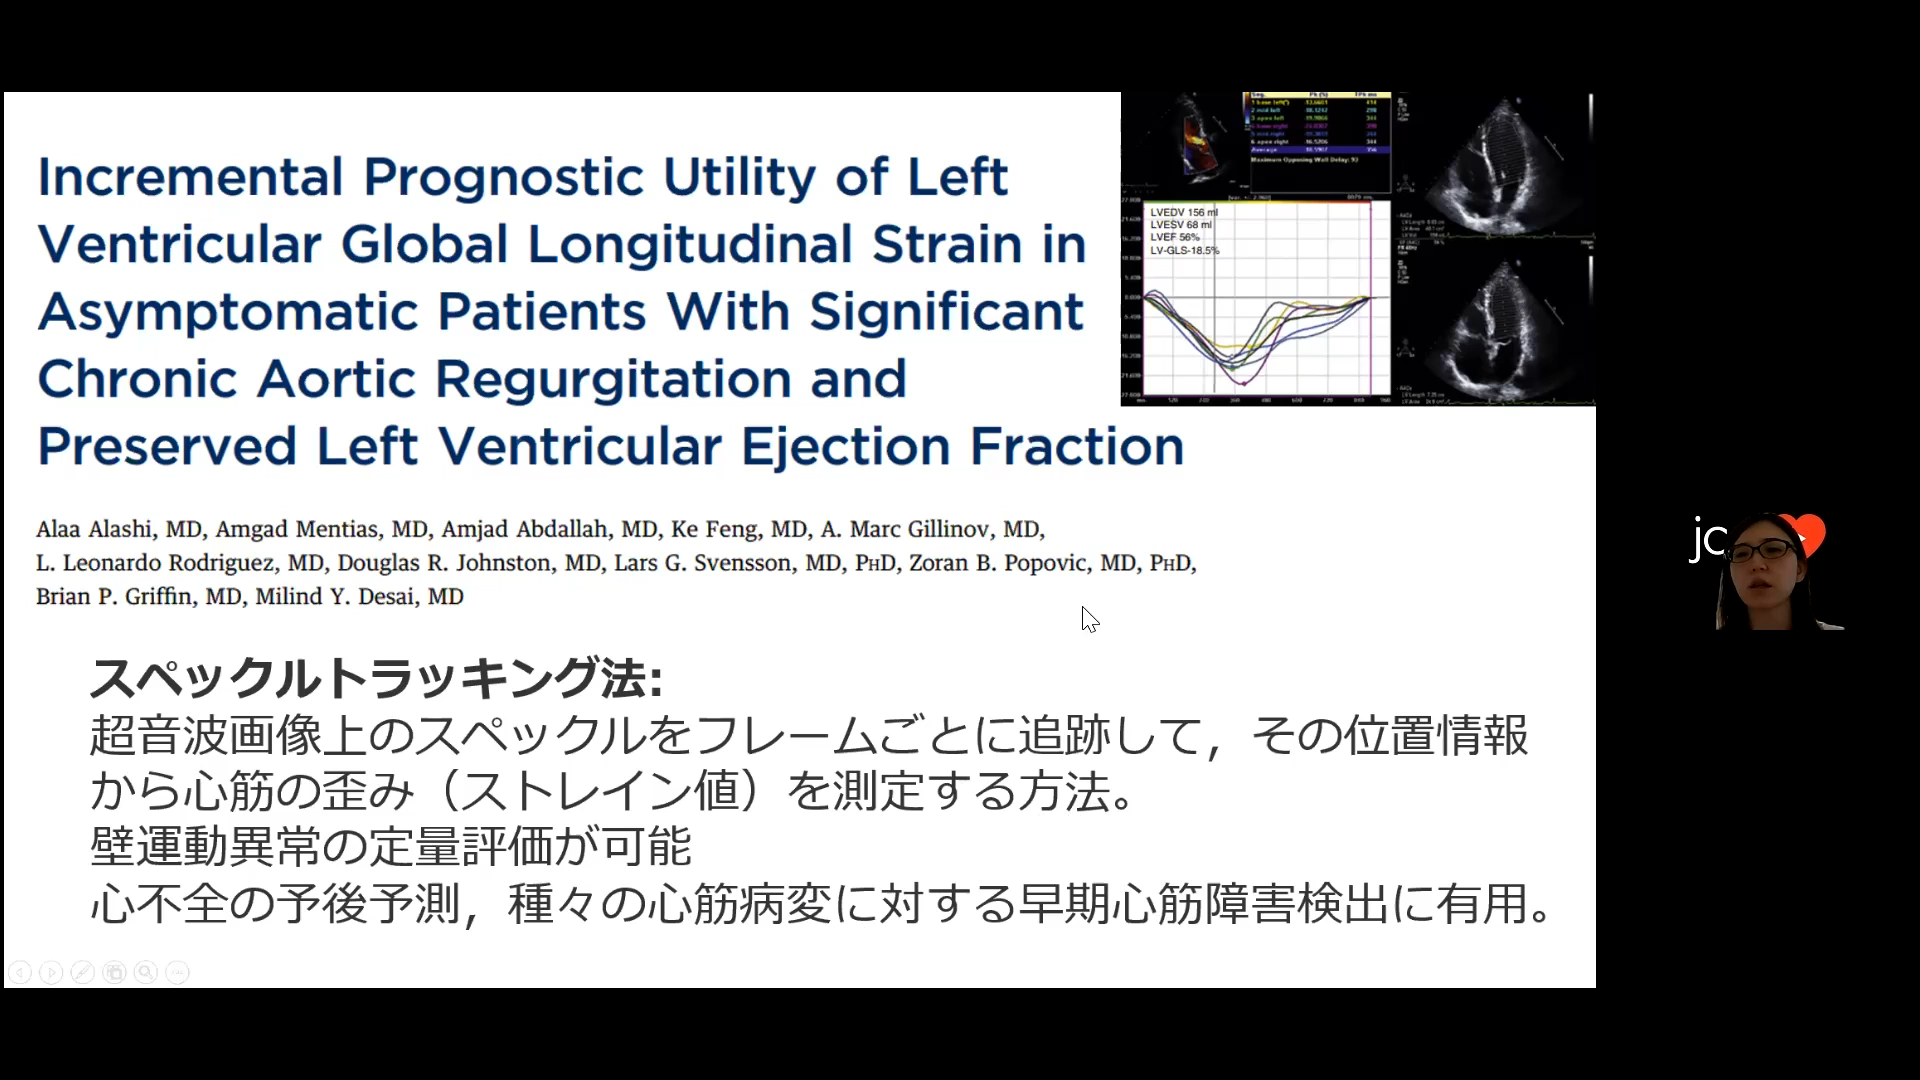 Incremental Prognostic Utility of Left
Ventricular Global Longitudinal Strain in
Asymptomatic Patients With Significant
Chronic Aortic Regurgitation and
Preserved Left Ventricular Ejection Fraction
LVEDV 156 ml
LVESV 68 ml
LVEF 56%
LV-GLS-18.5%
Maximum Opposing Wall Delay: 93
Alaa Alashi, MD, Amgad Mentias, MD, Amjad Abdallah, MD, Ke Feng, MD, A. Marc Gillinov, MD,
L. Leonardo Rodriguez, MD, Douglas R. Johnston, MD, Lars G. Svensson, MD, PhD, Zoran B. Popovic, MD, PhD,
Brian P. Griffin, MD, Milind Y. Desai, MD
jc
スペックルトラッキング法:
超音波画像上のスペックルをフレームごとに追跡して，その位置情報
から心筋の歪み（ストレイン値）を測定する方法。
壁運動異常の定量評価が可能
心不全の予後予測，種々の心筋病変に対する早期心筋障害検出に有用。